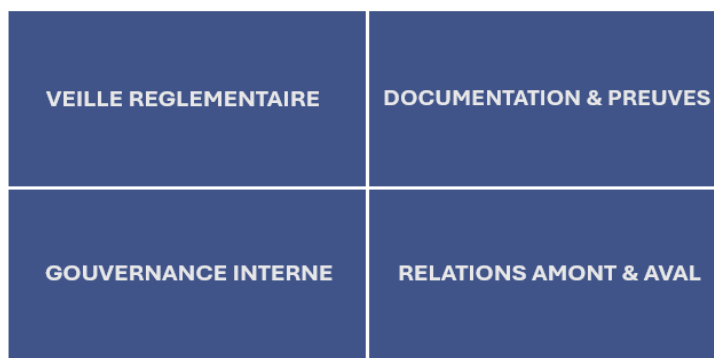 VEILLE REGLEMENTAIRE
DOCUMENTATION & PREUVES
GOUVERNANCE INTERNE
RELATIONS AMONT & AVAL